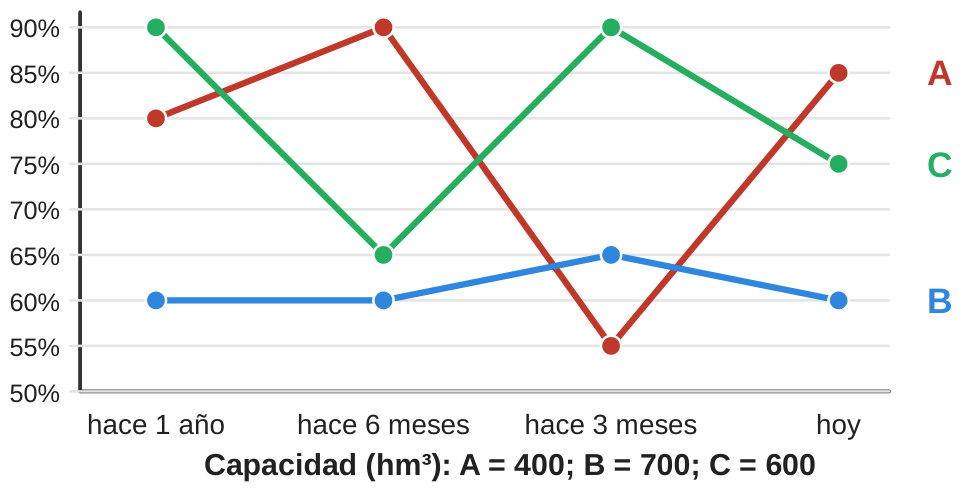 90%
85%
80%
75%
70%
65%
60%
55%
50%
A
C
B
hace 1 año hace 6 meses hace 3 meses hoy
Capacidad (hm³): A = 400; B = 700; C = 600